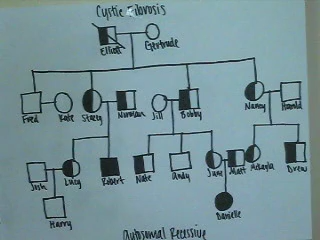 Cystic Fibrosis
Elliott Gertrude
Fred Kate Stacy Norman Jill Bobby Nancy Harold
Josh Lucy Robert Nate Andy June Matt Mikayla Drew
Harry Danielle
Autosomal Recessive